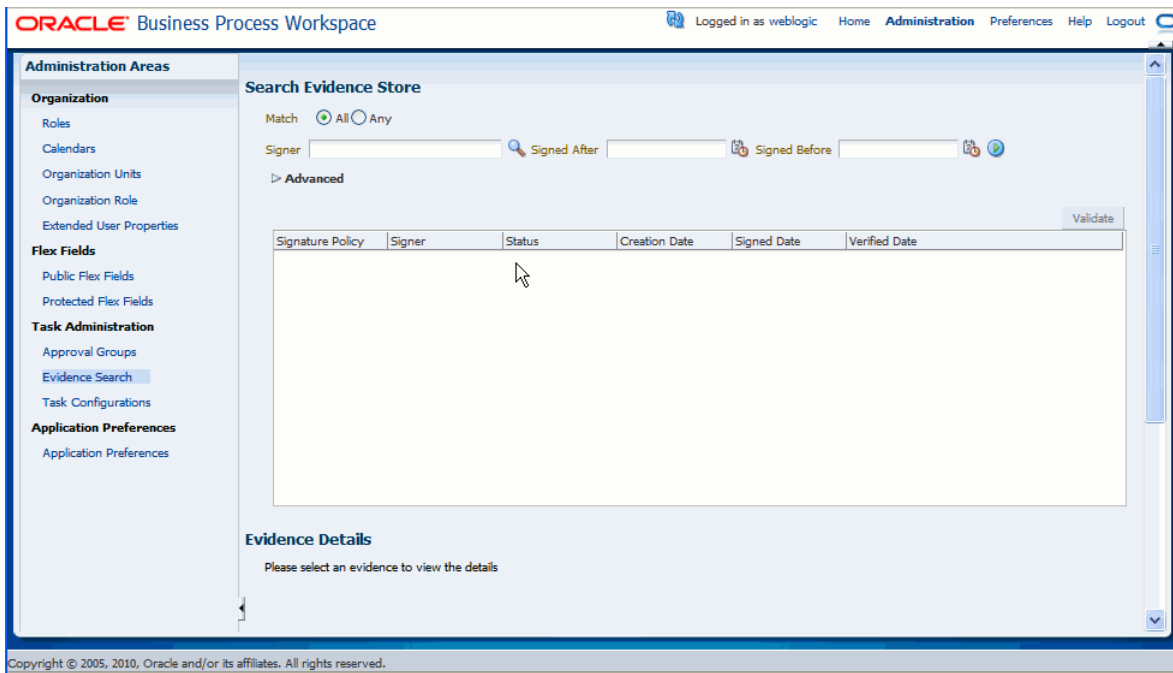 ORACLE Business Process Workspace
Logged in as weblogic Home Administration Preferences Help Logout
Administration Areas
Organization
Roles
Calendars
Organization Units
Organization Role
Extended User Properties
Flex Fields
Public Flex Fields
Protected Flex Fields
Task Administration
Approval Groups
Evidence Search
Task Configurations
Application Preferences
Application Preferences
Search Evidence Store
Match All Any
Signer Signed After Signed Before
Advanced
Validate
Signature Policy Signer Status Creation Date Signed Date Verified Date
Evidence Details
Please select an evidence to view the details
Copyright © 2005, 2010, Oracle and/or its affiliates. All rights reserved.